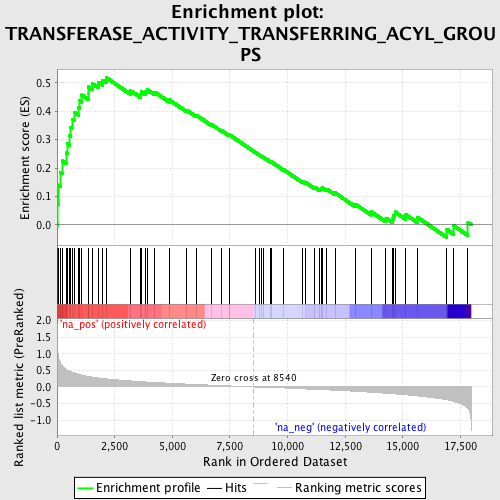 Enrichment plot:
TRANSFERASE_ACTIVITY_TRANSFERRING_ACYL_GROU
PS
Enrichment score (ES)
0.5
0.4
0.3
0.2
0.1
0.0
Ranked list metric (PreRanked)
2.0
1.5
1.0
0.5
0.0
-0.5
-1.0
'na_pos' (positively correlated)
Zero cross at 8540
'na_neg' (negatively correlated)
0 2,500 5,000 7,500 10,000 12,500 15,000 17,500
Rank in Ordered Dataset
Enrichment profile Hits Ranking metric scores